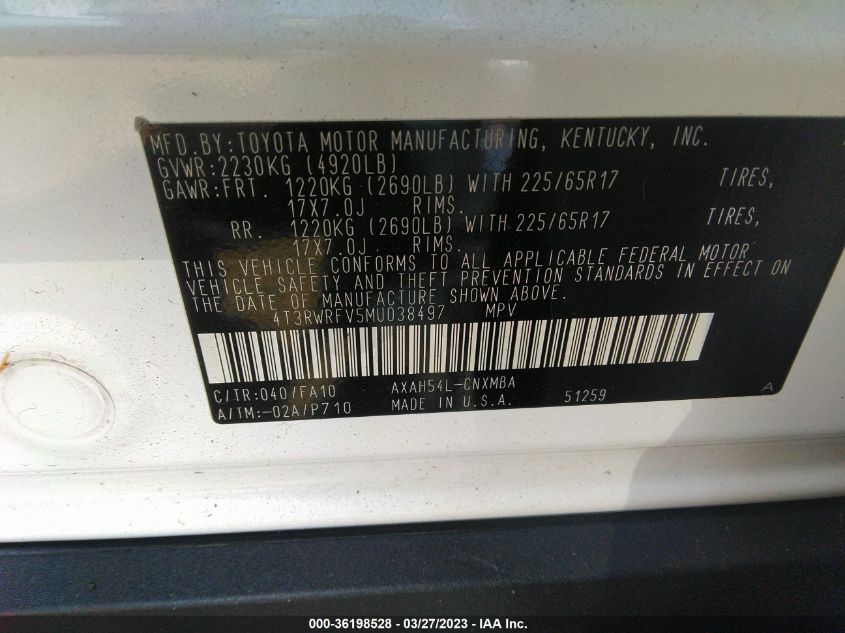 MFD.BY:TOYOTA MOTOR MANUFACTURING, KENTUCKY, INC.
GVWR:2230KG (4920LB)
GAWR:FRT. 1220KG (2690LB) WITH 225/65R17 TIRES,
17X7.0J RIMS.
RR. 1220KG (2690LB) WITH 225/65R17 TIRES,
17X7.0J RIMS.
THIS VEHICLE CONFORMS TO ALL APPLICABLE FEDERAL MOTOR
VEHICLE SAFETY AND THEFT PREVENTION STANDARDS IN EFFECT ON
THE DATE OF MANUFACTURE SHOWN ABOVE.
4T3RWRFV5MU038497 MPV
C/TR:040/FA10 AXAH54L-CNXMBA
A/TM:-02A/P710 MADE IN U.S.A. 51259 A
000-36198528 - 03/27/2023 - IAA Inc.